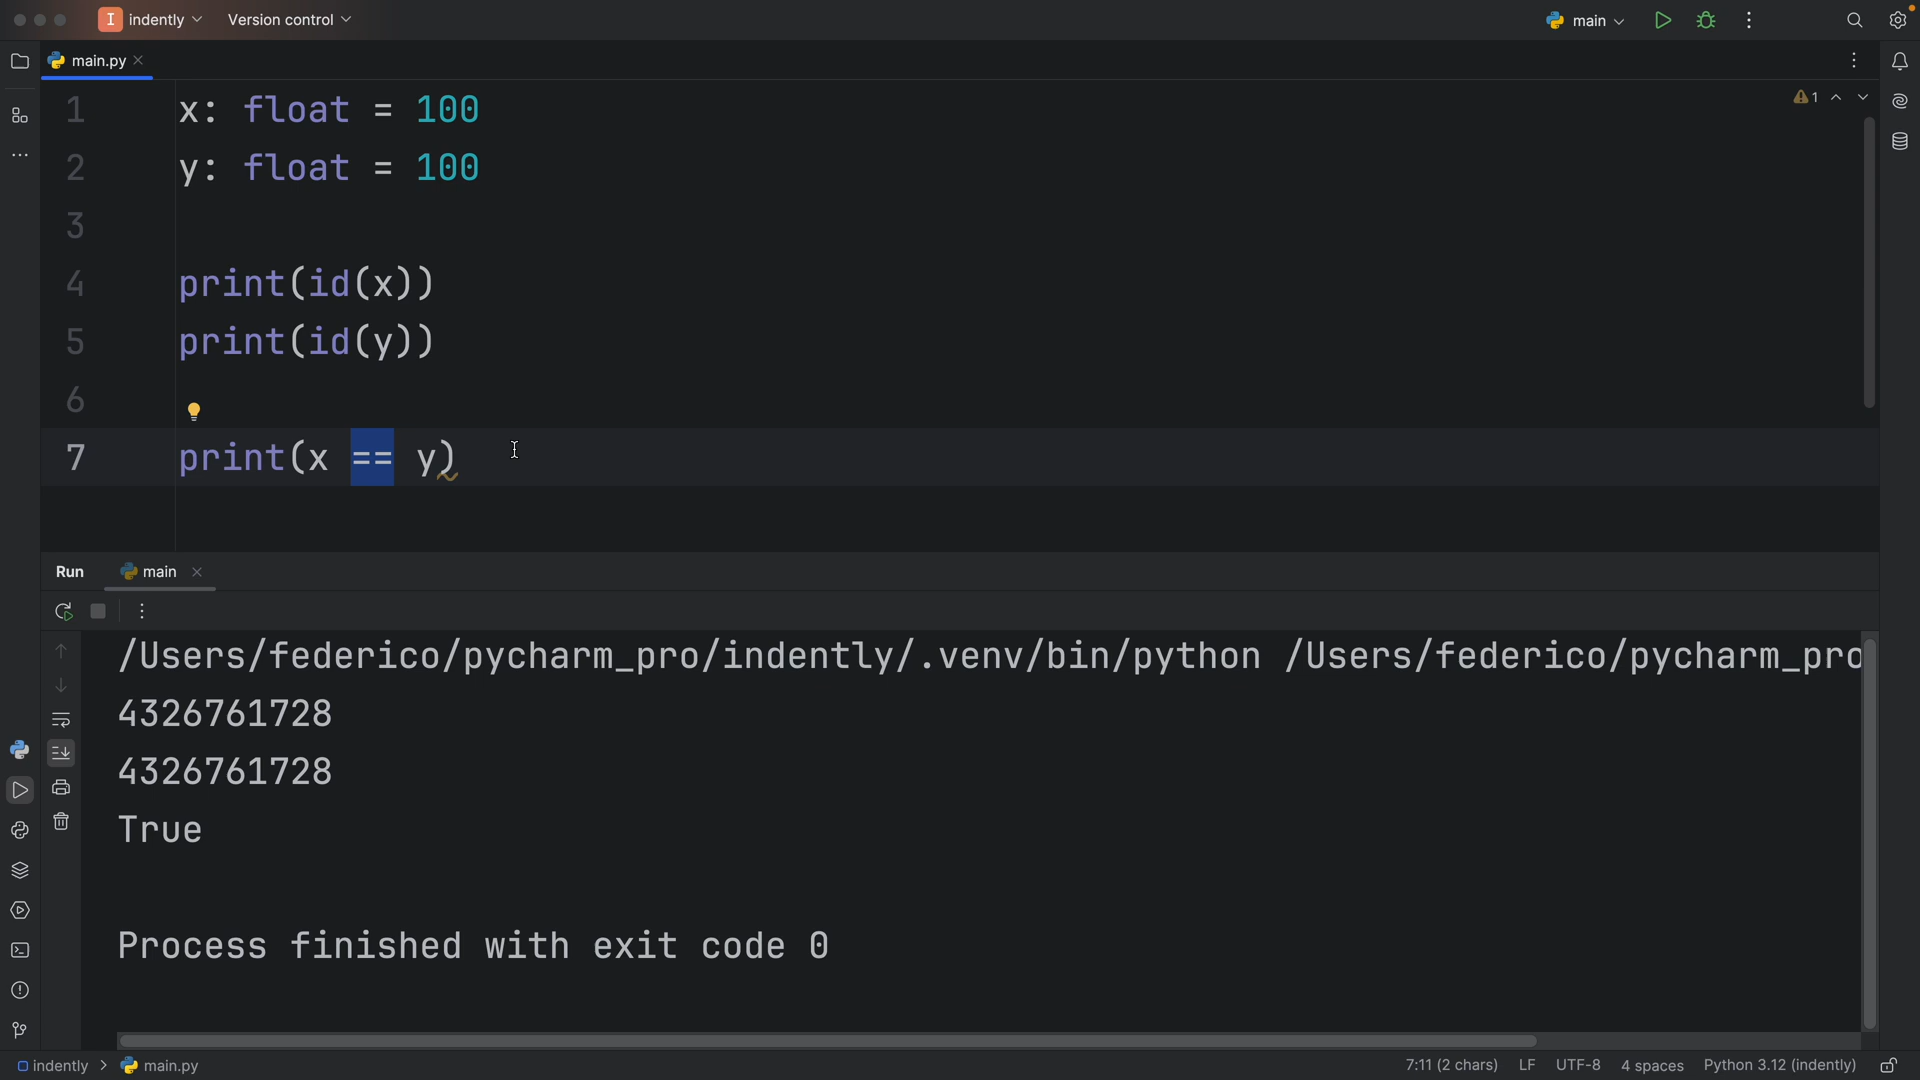 I indently Version control main
main.py
1 x: float = 100
2 y: float = 100
3
4 print(id(x))
5 print(id(y))
6
7 print(x == y)
1
Run main
/Users/federico/pycharm_pro/indently/.venv/bin/python /Users/federico/pycharm_pro
4326761728
4326761728
True
Process finished with exit code 0
indently > main.py 7:11 (2 chars) LF UTF-8 4 spaces Python 3.12 (indently)